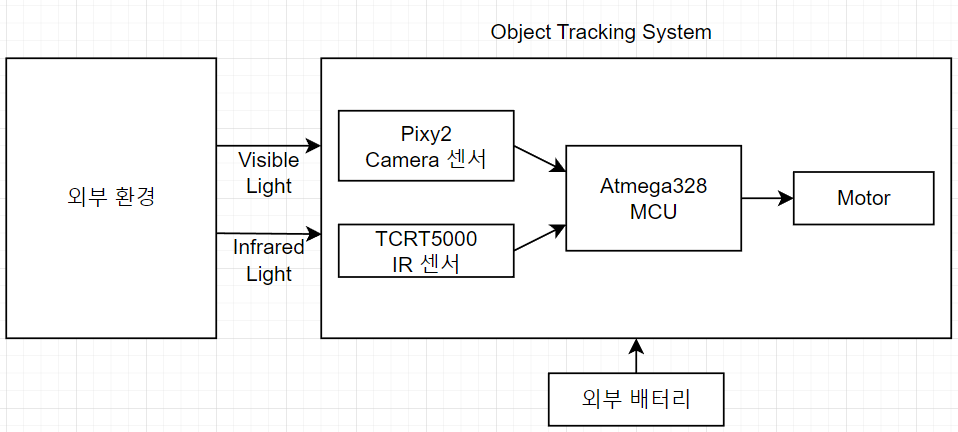 Object Tracking System
외부 환경
Visible
Light
Infrared
Light
Pixy2
Camera 센서
TCRT5000
IR 센서
Atmega328
MCU
Motor
외부 배터리